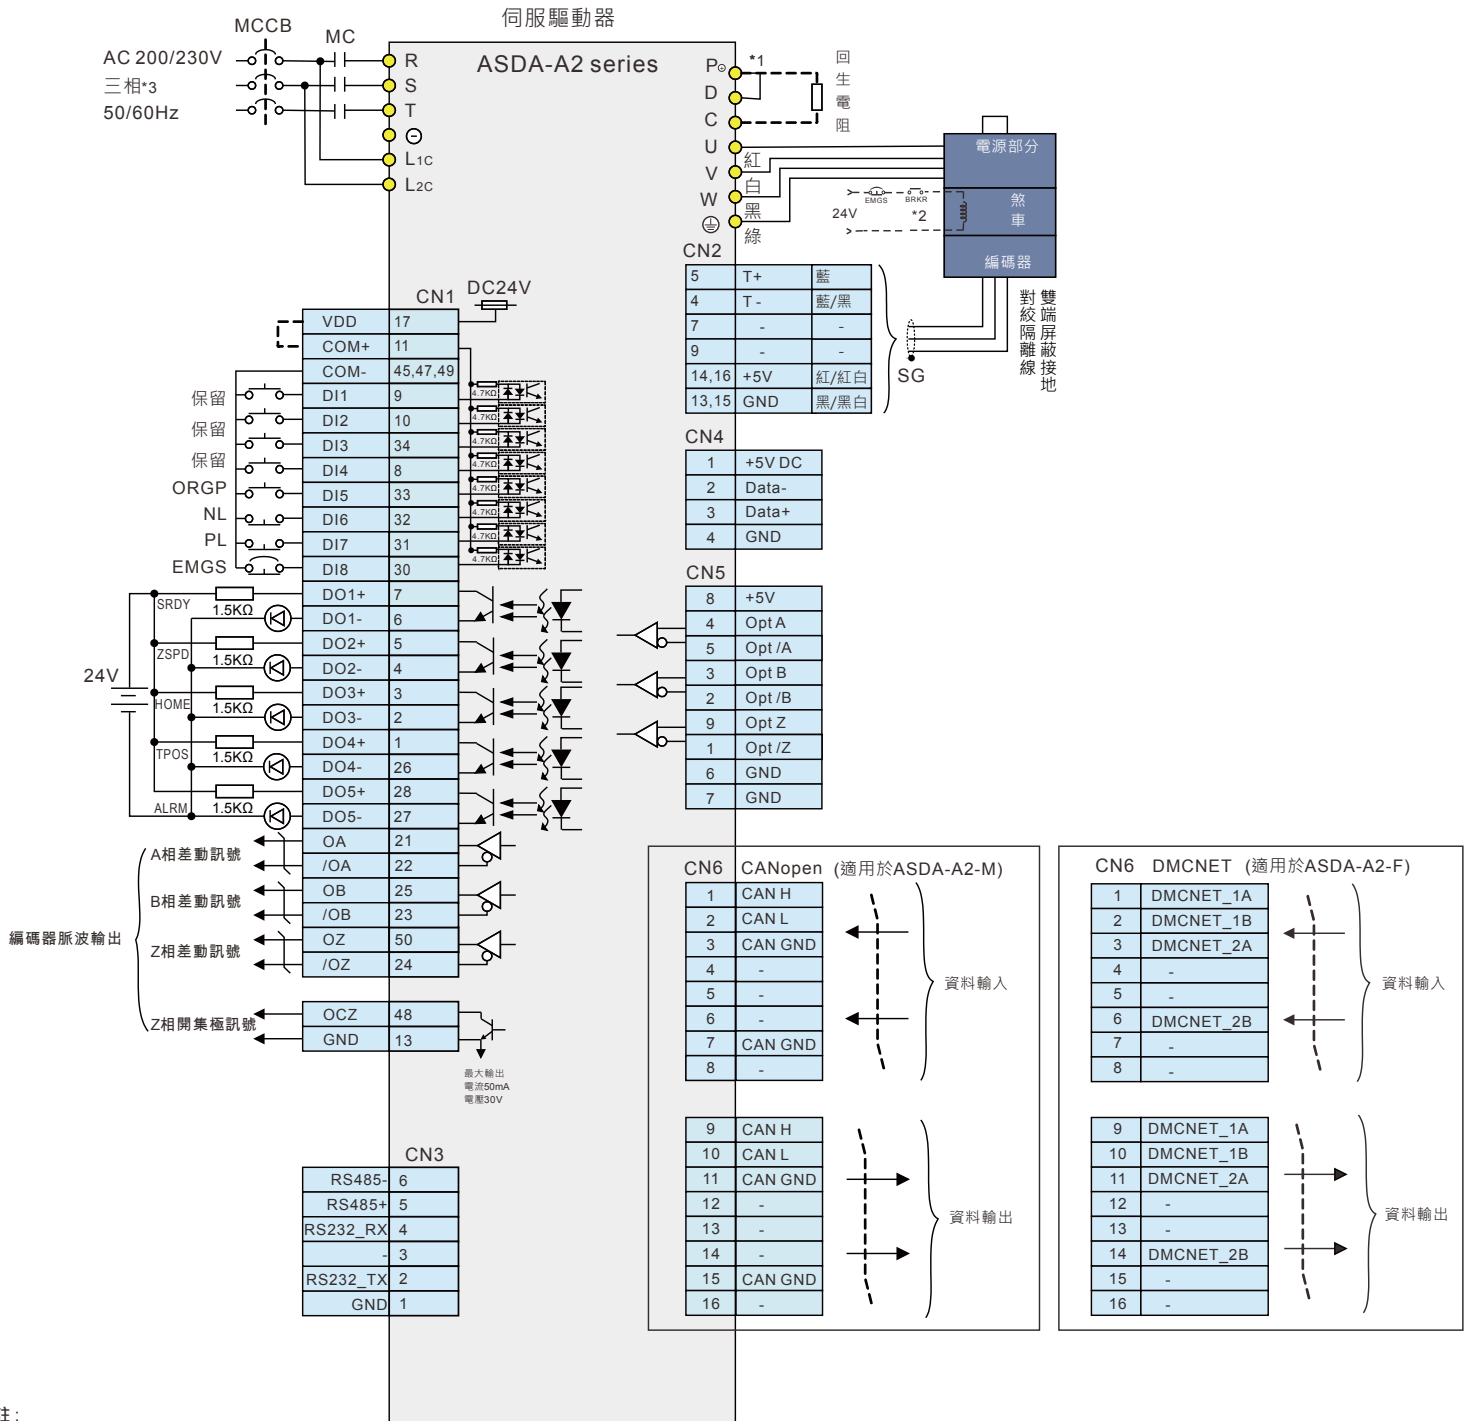 伺服驅動器
ASDA-A2 series
MCCB
MC
AC 200/230V
三相*3
50/60Hz
R
S
T
L1C
L2C
P⊕
D
C
U
V
W
*1
回生電阻
紅
白
黑
綠
電源部分
煞車
編碼器
EMGS
BRKR
24V
*2
對絞隔離線
雙端屏蔽接地
SG
CN2
5 T+ 藍
4 T - 藍/黑
7 - -
9 - -
14,16 +5V 紅/紅白
13,15 GND 黑/黑白
CN4
1 +5V DC
2 Data-
3 Data+
4 GND
CN5
8 +5V
4 Opt A
5 Opt /A
3 Opt B
2 Opt /B
9 Opt Z
1 Opt /Z
6 GND
7 GND
CN1
DC24V
VDD 17
COM+ 11
COM- 45,47,49
保留 DI1 9 4.7KΩ
保留 DI2 10 4.7KΩ
保留 DI3 34 4.7KΩ
DI4 8 4.7KΩ
ORGP DI5 33 4.7KΩ
NL DI6 32 4.7KΩ
PL DI7 31 4.7KΩ
EMGS DI8 30 4.7KΩ
24V
SRDY 1.5KΩ DO1+ 7
DO1- 6
ZSPD 1.5KΩ DO2+ 5
DO2- 4
HOME 1.5KΩ DO3+ 3
DO3- 2
TPOS 1.5KΩ DO4+ 1
DO4- 26
ALRM 1.5KΩ DO5+ 28
DO5- 27
編碼器脈波輸出
A相差動訊號
OA 21
/OA 22
B相差動訊號
OB 25
/OB 23
Z相差動訊號
OZ 50
/OZ 24
Z相開集極訊號
OCZ 48
GND 13
最大輸出
電流50mA
電壓30V
CN3
RS485- 6
RS485+ 5
RS232_RX 4
- 3
RS232_TX 2
GND 1
CN6 CANopen (適用於ASDA-A2-M)
1 CAN H
2 CAN L
3 CAN GND
4 -
5 -
6 -
7 CAN GND
8 -
資料輸入
9 CAN H
10 CAN L
11 CAN GND
12 -
13 -
14 -
15 CAN GND
16 -
資料輸出
CN6 DMCNET (適用於ASDA-A2-F)
1 DMCNET_1A
2 DMCNET_1B
3 DMCNET_2A
4 -
5 -
6 DMCNET_2B
7 -
8 -
資料輸入
9 DMCNET_1A
10 DMCNET_1B
11 DMCNET_2A
12 -
13 -
14 DMCNET_2B
15 -
16 -
資料輸出